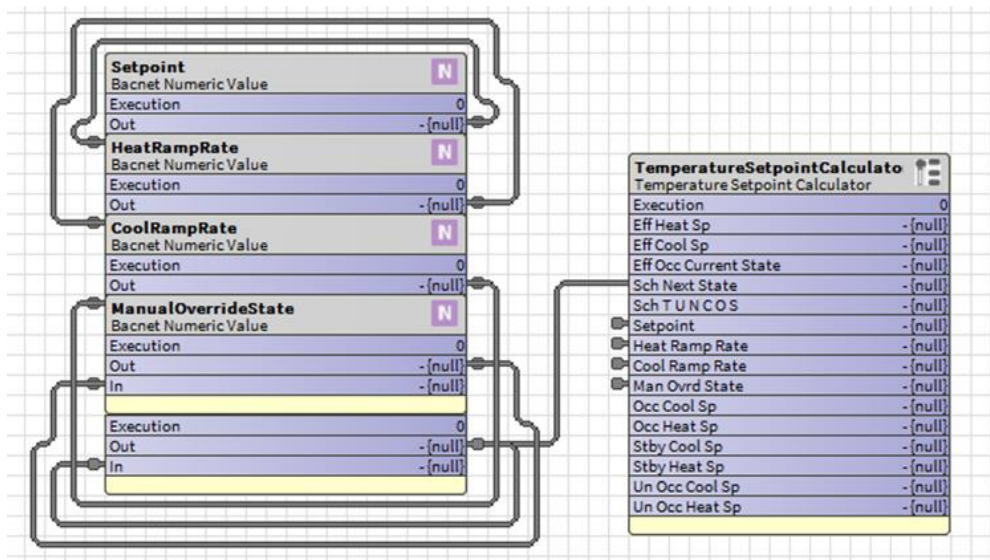 Setpoint
Bacnet Numeric Value
N
Execution 0
Out - {null}
HeatRampRate
Bacnet Numeric Value
N
Execution 0
Out - {null}
CoolRampRate
Bacnet Numeric Value
N
Execution 0
Out - {null}
ManualOverrideState
Bacnet Numeric Value
N
Execution 0
Out - {null}
In - {null}
Execution 0
Out - {null}
In - {null}
TemperatureSetpointCalculato
Temperature Setpoint Calculator
Execution 0
Eff Heat Sp - {null}
Eff Cool Sp - {null}
Eff Occ Current State - {null}
Sch Next State - {null}
Sch T U N C O S - {null}
Setpoint - {null}
Heat Ramp Rate - {null}
Cool Ramp Rate - {null}
Man Ovrd State - {null}
Occ Cool Sp - {null}
Occ Heat Sp - {null}
Stby Cool Sp - {null}
Stby Heat Sp - {null}
Un Occ Cool Sp - {null}
Un Occ Heat Sp - {null}